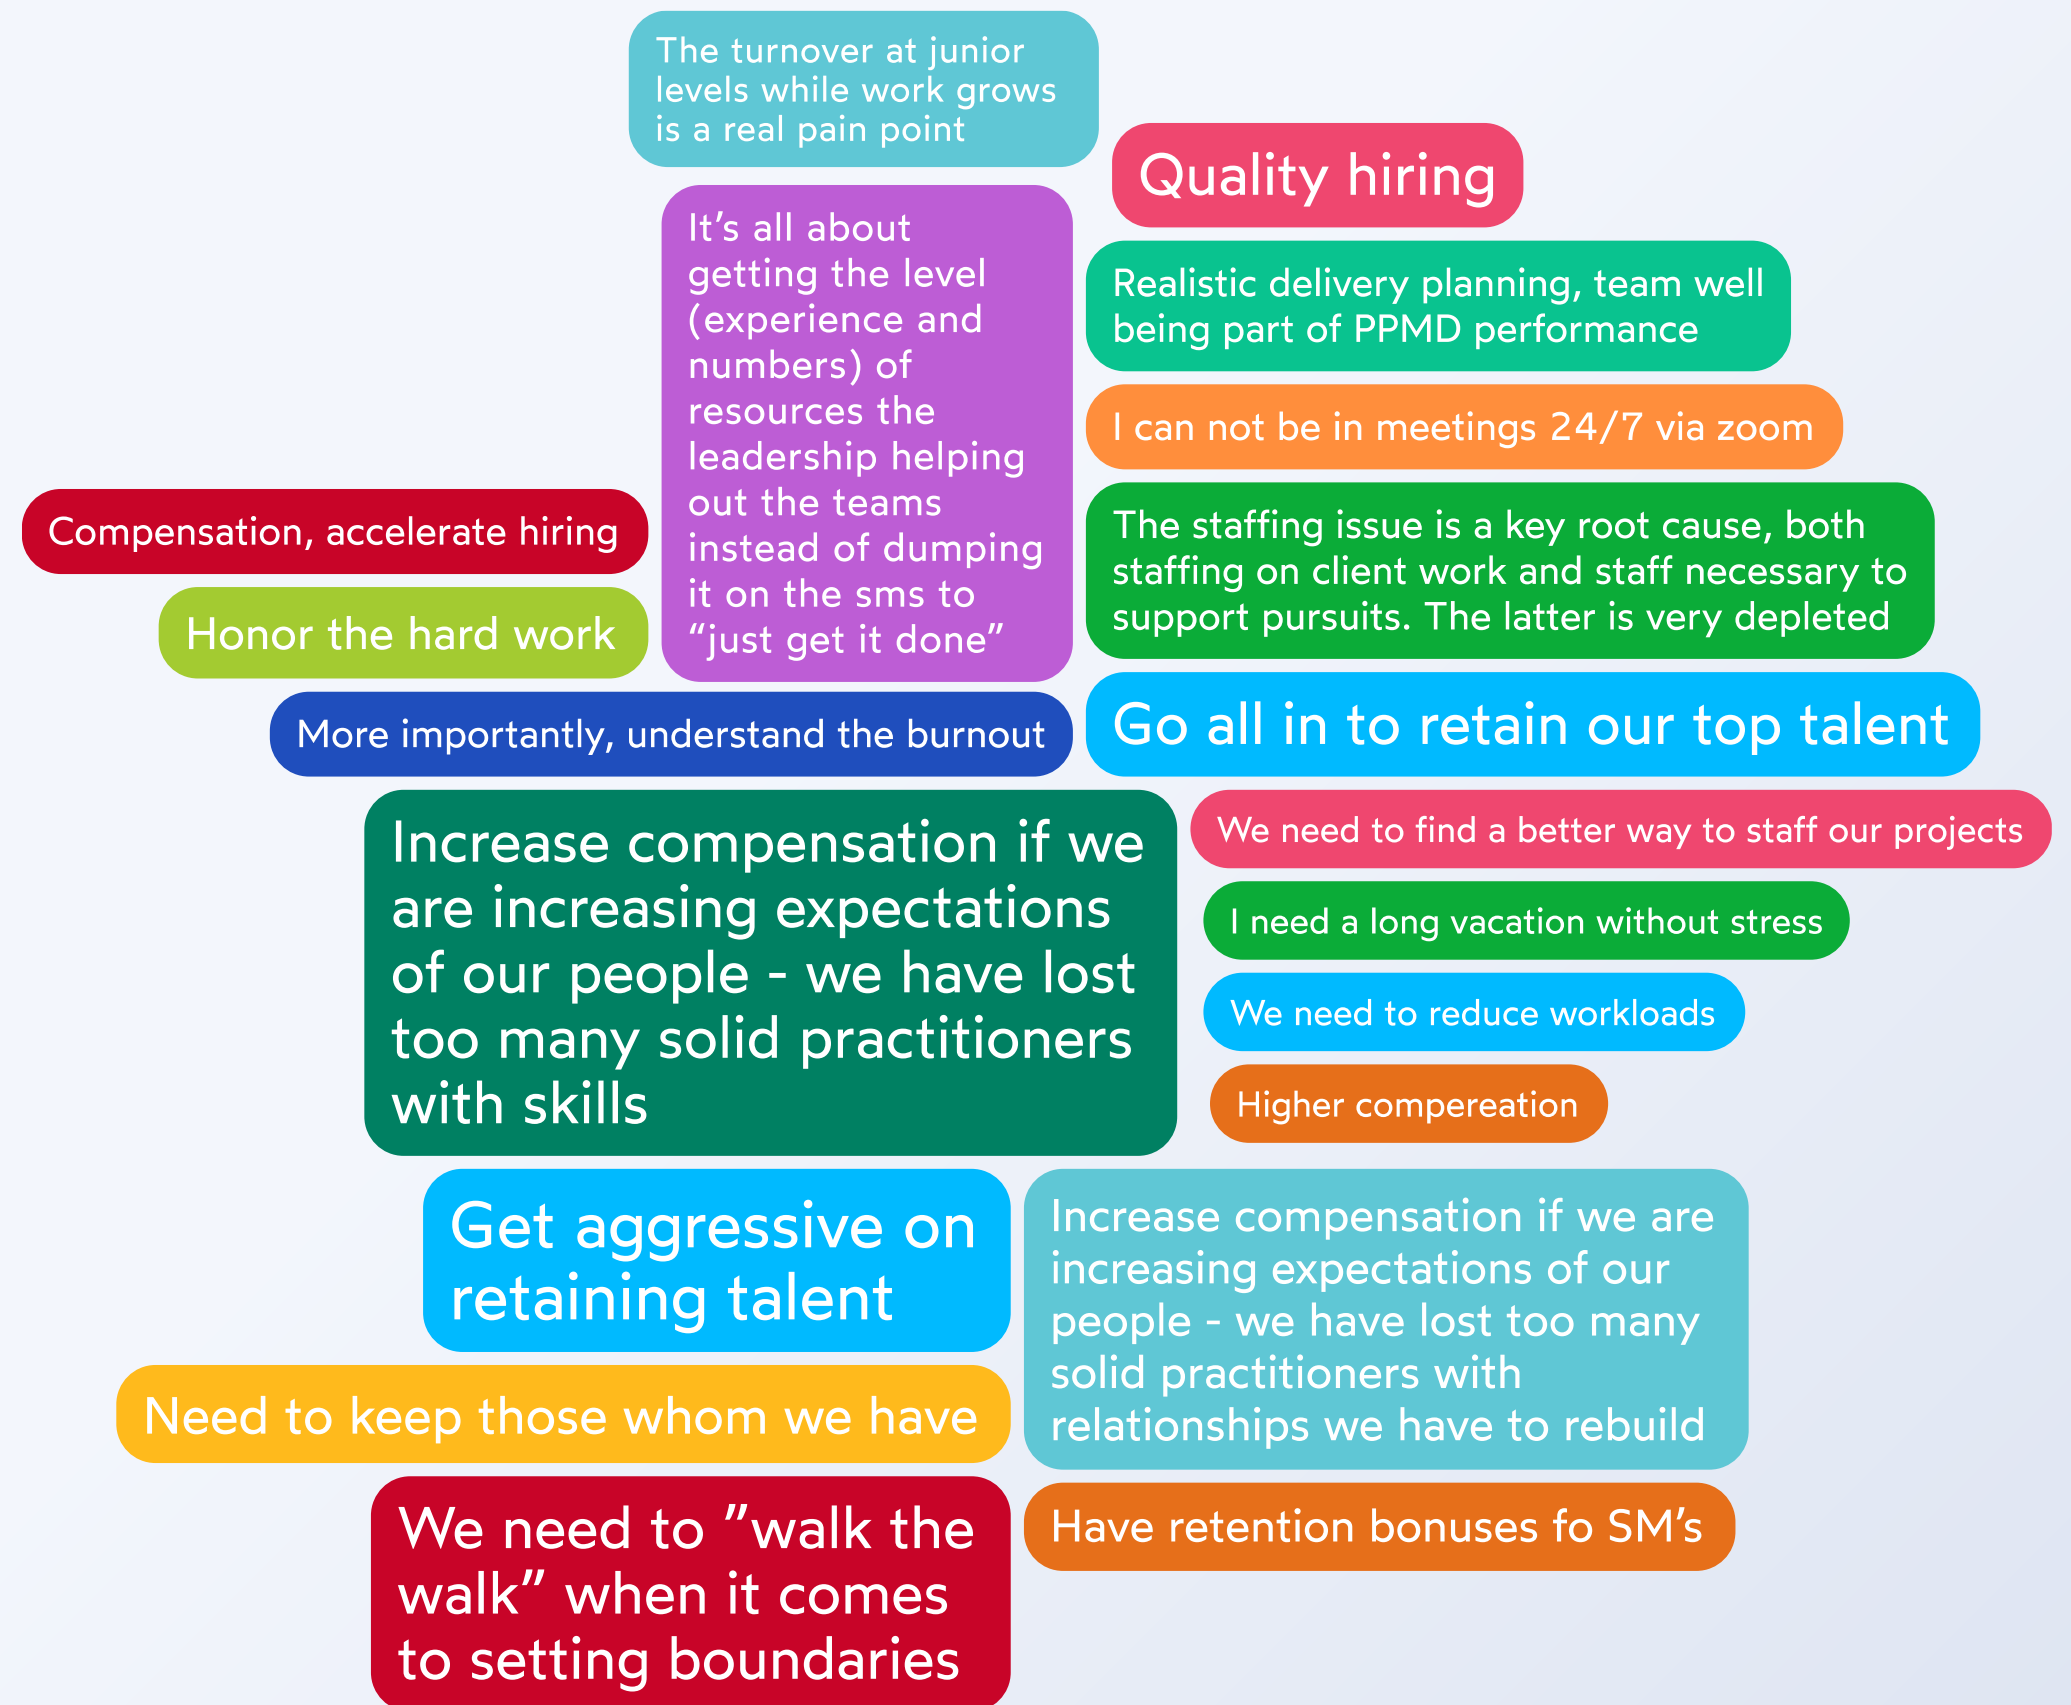 The turnover at junior
levels while work grows
is a real pain point
Quality hiring
It’s all about
getting the level
(experience and
numbers) of
resources the
leadership helping
out the teams
instead of dumping
it on the sms to
“just get it done”
Realistic delivery planning, team well
being part of PPMD performance
I can not be in meetings 24/7 via zoom
Compensation, accelerate hiring
The staffing issue is a key root cause, both
staffing on client work and staff necessary to
support pursuits. The latter is very depleted
Honor the hard work
More importantly, understand the burnout
Go all in to retain our top talent
Increase compensation if we
are increasing expectations
of our people - we have lost
too many solid practitioners
with skills
We need to find a better way to staff our projects
I need a long vacation without stress
We need to reduce workloads
Higher compereation
Get aggressive on
retaining talent
Increase compensation if we are
increasing expectations of our
people - we have lost too many
solid practitioners with
relationships we have to rebuild
Need to keep those whom we have
We need to ”walk the
walk” when it comes
to setting boundaries
Have retention bonuses fo SM’s